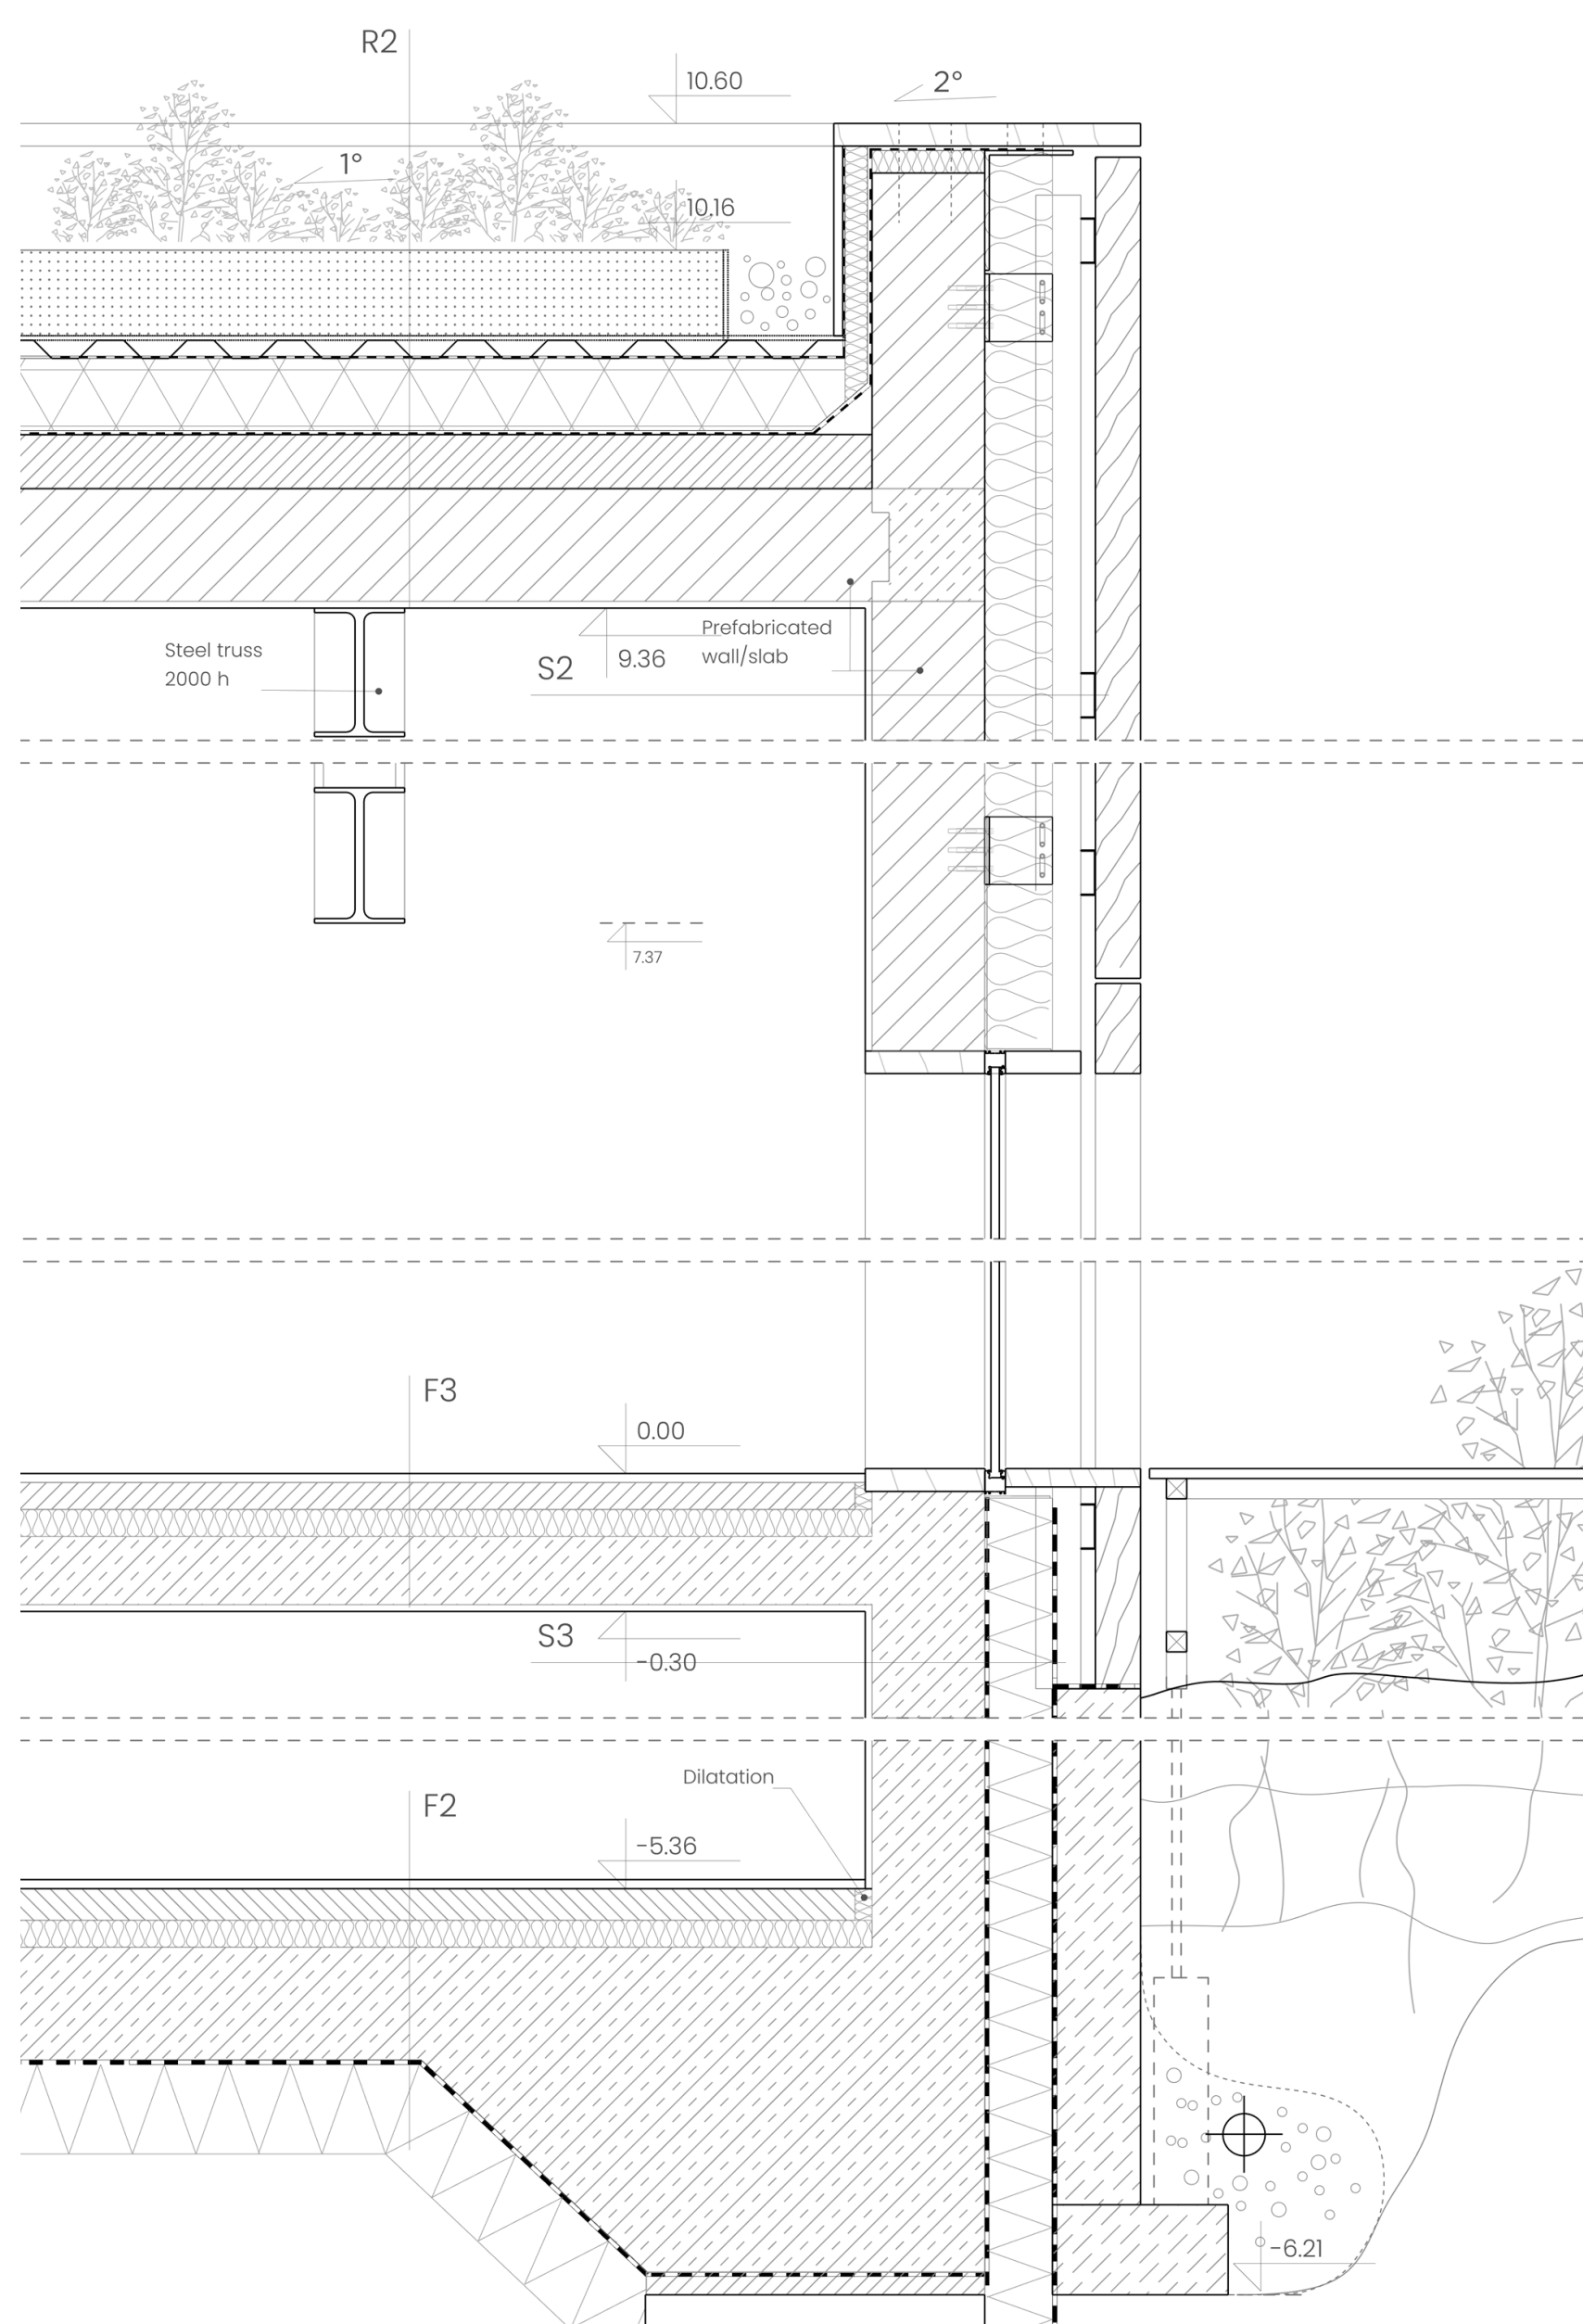 R2
10.60
2°
1°
10.16
Steel truss
2000 h
S2
9.36
Prefabricated
wall/slab
7.37
F3
0.00
S3
-0.30
Dilatation
F2
-5.36
-6.21